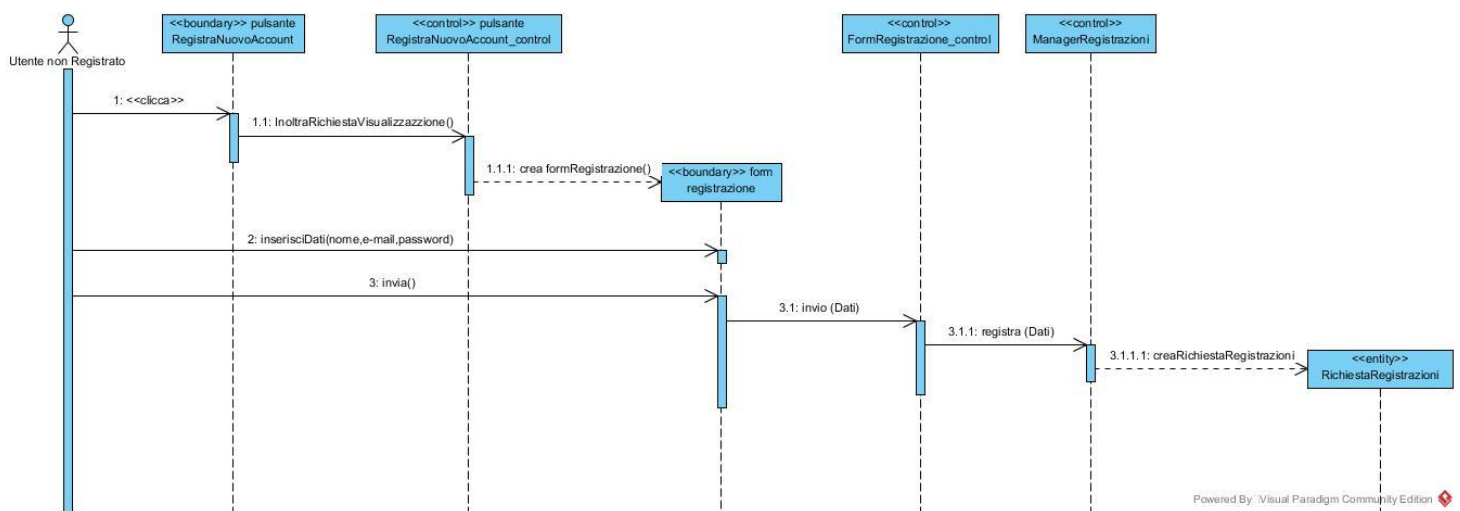 <<boundary>> pulsante
RegistraNuovoAccount
<<control>> pulsante
RegistraNuovoAccount_control
<<control>>
FormRegistrazione_control
<<control>>
ManagerRegistrazioni
Utente non Registrato
1: <<clicca>>
1.1: InoltraRichiestaVisualizzazzione()
1.1.1: crea formRegistrazione()
<<boundary>> form
registrazione
2: inserisciDati(nome,e-mail,password)
3: invia()
3.1: invio (Dati)
3.1.1: registra (Dati)
3.1.1.1: creaRichiestaRegistrazioni
<<entity>>
RichiestaRegistrazioni
Powered By Visual Paradigm Community Edition